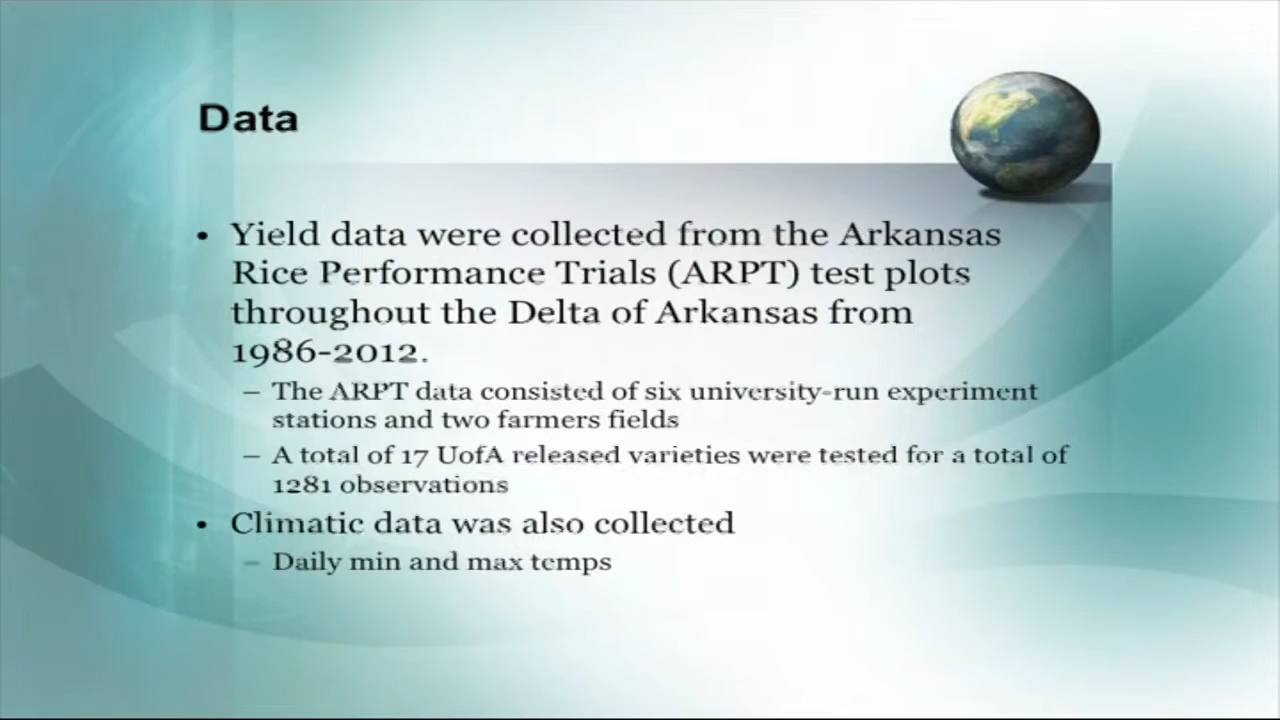 Data
• Yield data were collected from the Arkansas
Rice Performance Trials (ARPT) test plots
throughout the Delta of Arkansas from
1986-2012.
– The ARPT data consisted of six university-run experiment
stations and two farmers fields
– A total of 17 UofA released varieties were tested for a total of
1281 observations
• Climatic data was also collected
– Daily min and max temps